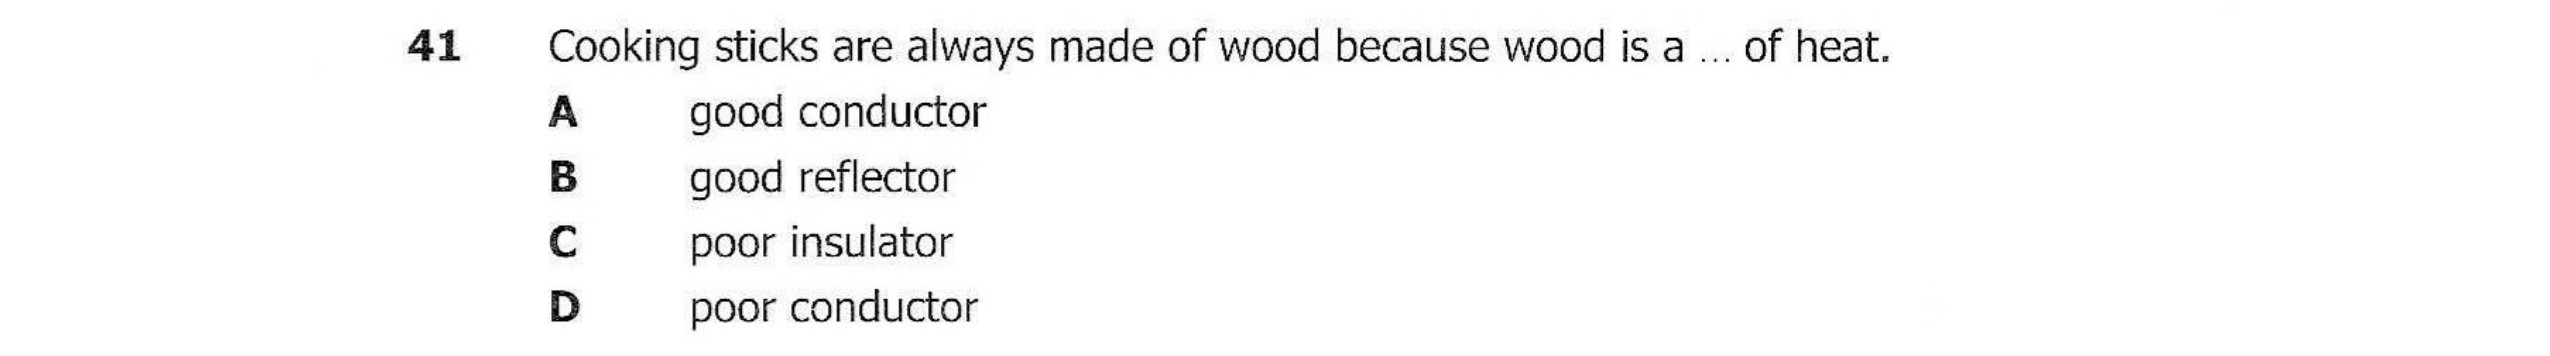 41 Cooking sticks are always made of wood because wood is a ... of heat.
A good conductor
B good reflector
C poor insulator
D poor conductor